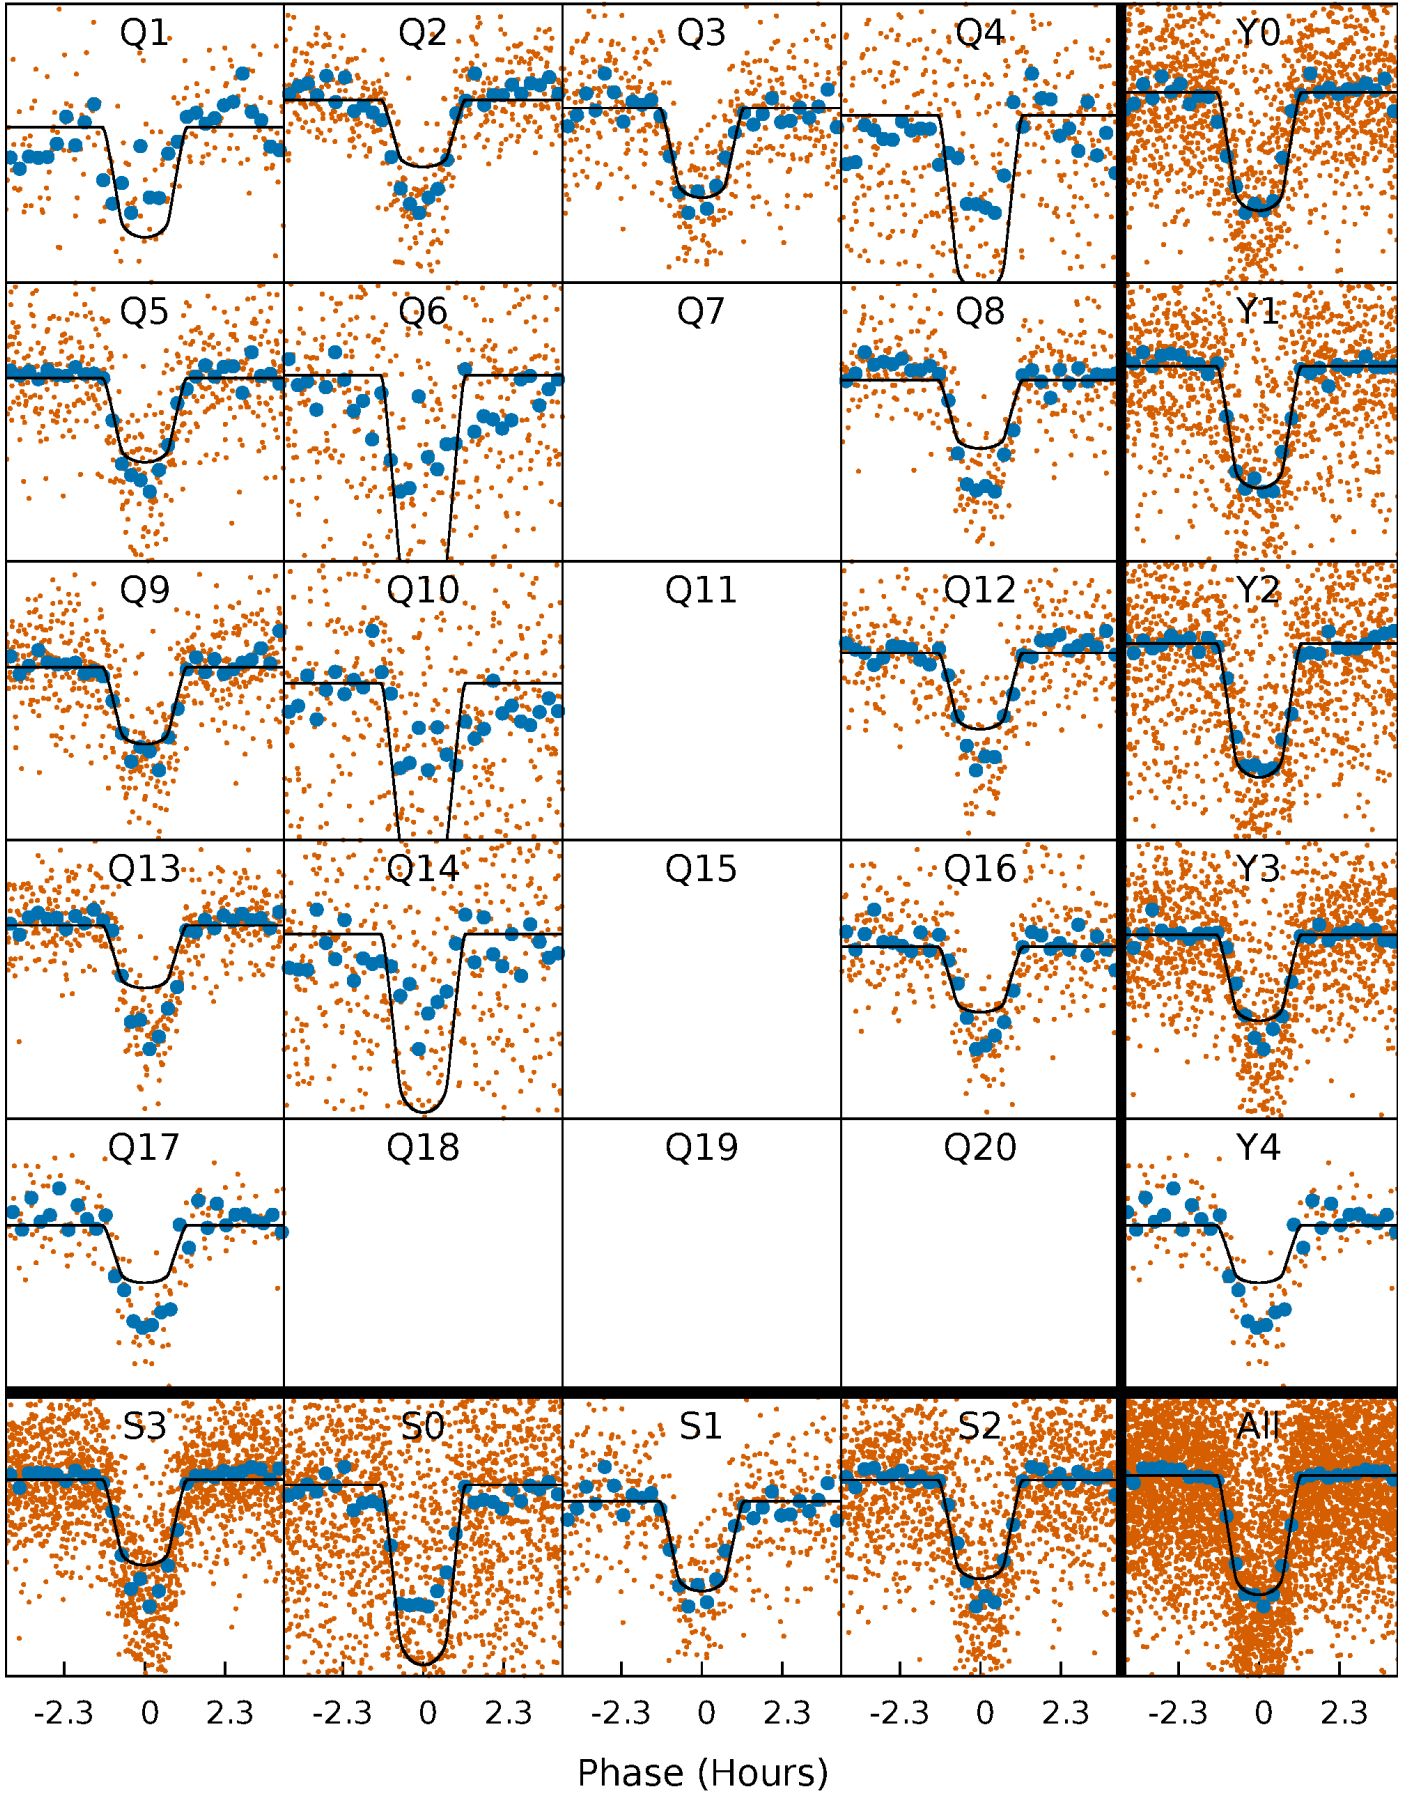 Q1 Q2 Q3 Q4 Y0
Q5 Q6 Q7 Q8 Y1
Q9 Q10 Q11 Q12 Y2
Q13 Q14 Q15 Q16 Y3
Q17 Q18 Q19 Q20 Y4
S3 S0 S1 S2 All
-2.3 0 2.3 -2.3 0 2.3 -2.3 0 2.3 -2.3 0 2.3 -2.3 0 2.3
Phase (Hours)